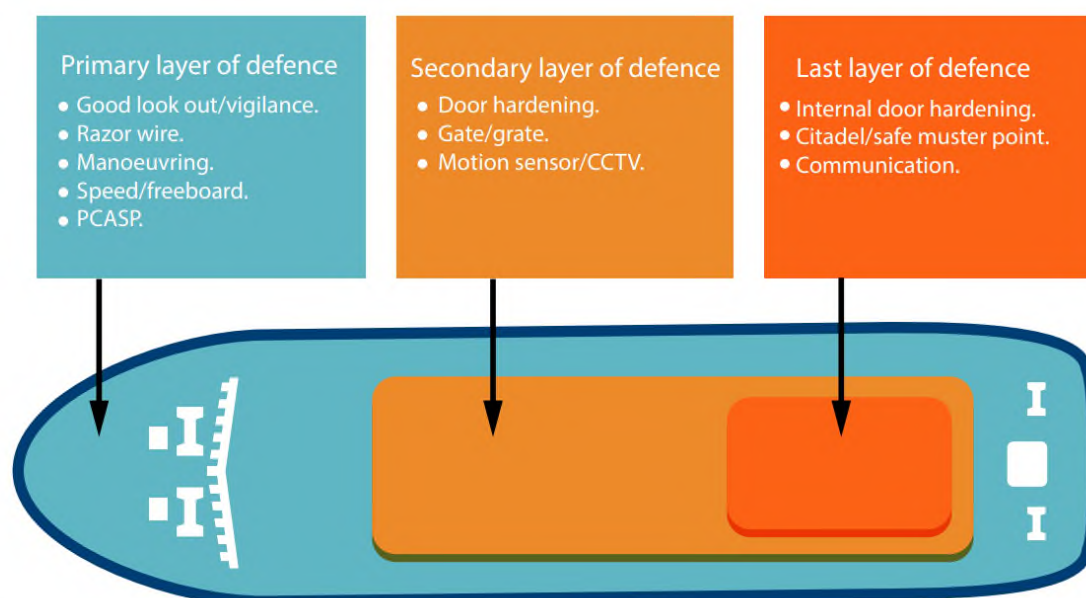 Primary layer of defence
• Good look out/vigilance.
• Razor wire.
• Manoeuvring.
• Speed/freeboard.
• PCASP.
Secondary layer of defence
• Door hardening.
• Gate/grate.
• Motion sensor/CCTV.
Last layer of defence
• Internal door hardening.
• Citadel/safe muster point.
• Communication.